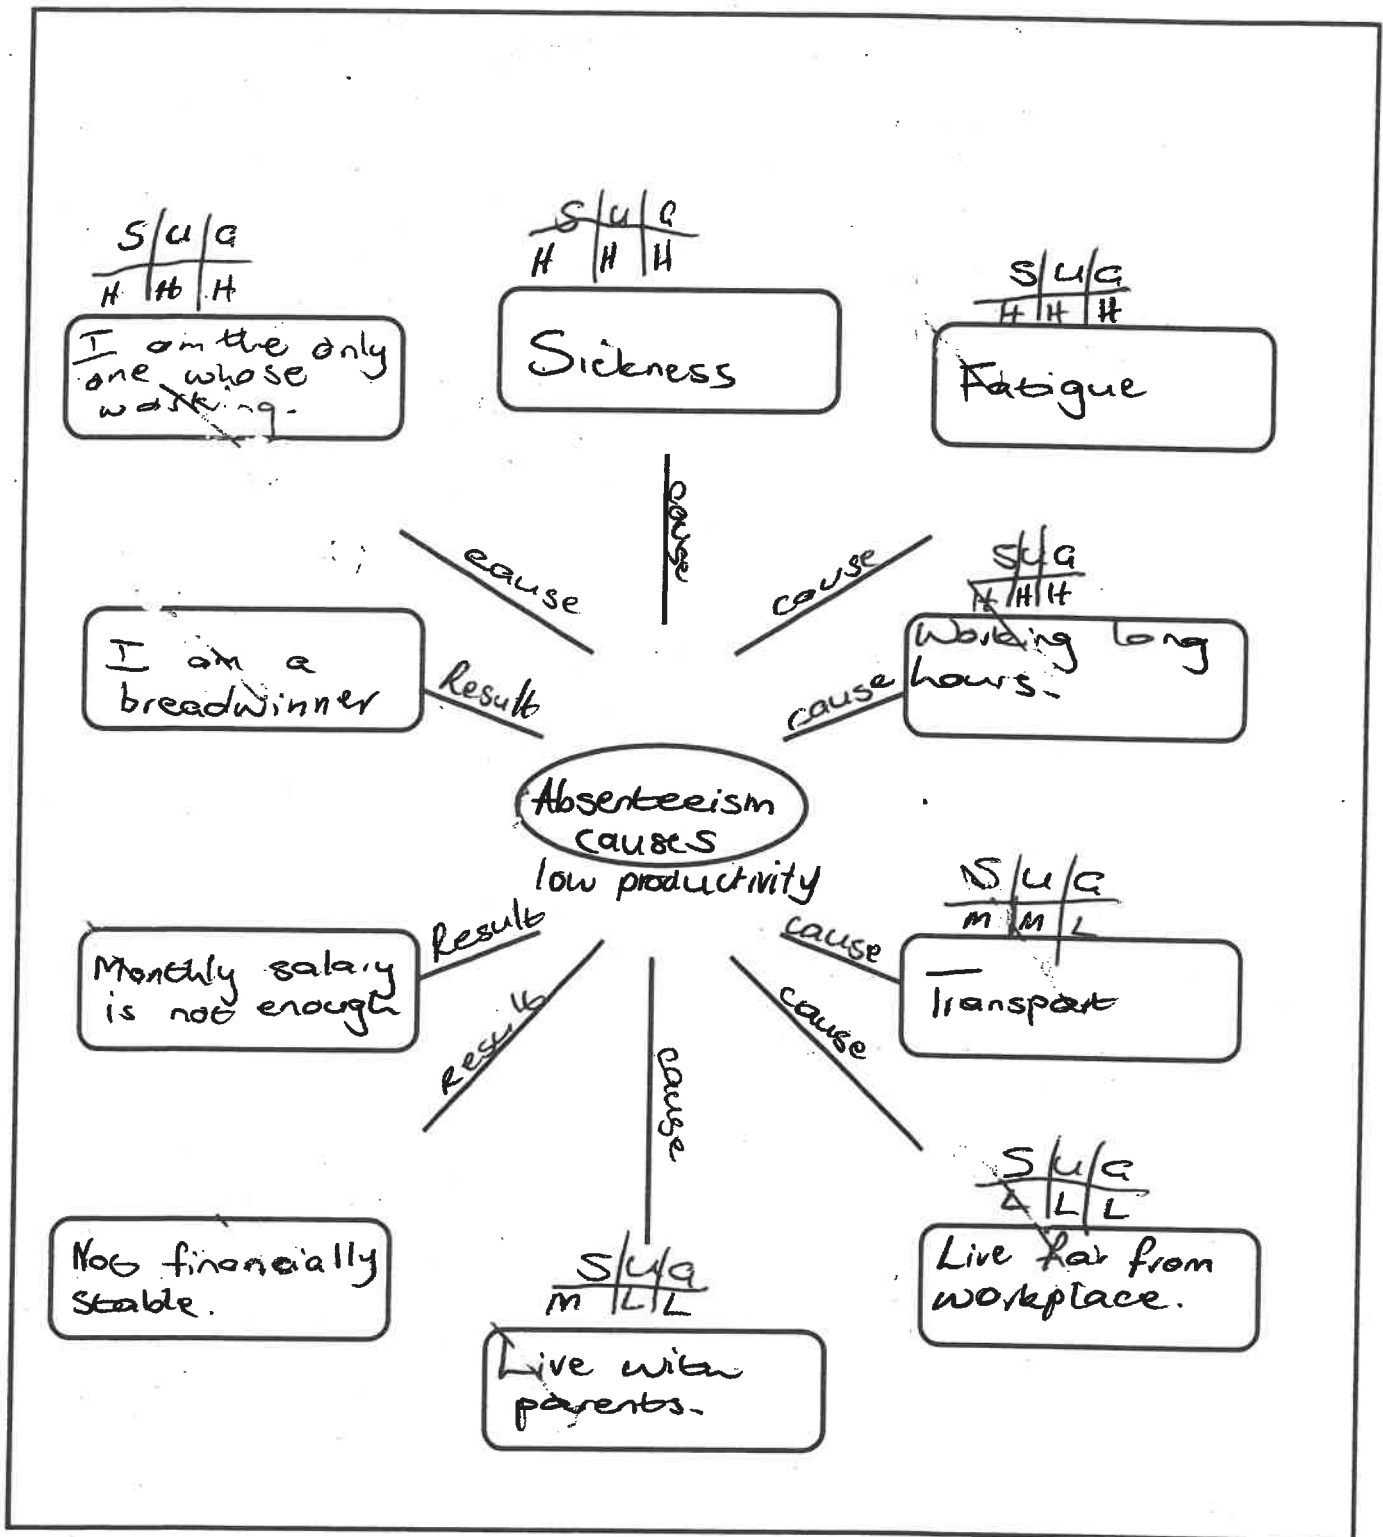 S | U | G
H | H | H
I am the only
one whose
working.
S | U | G
H | H | H
Sickness
S | U | G
H | H | H
Fatigue
cause
cause
cause
I am a
breadwinner
Result
S | U | G
H | H | H
Working long
hours.
cause
Absenteeism
causes
low productivity
Monthly salary
is not enough
Result
S | U | G
M | M | L
Transport
cause
Not financially
stable.
Result
S | U | G
M | L | L
Live with
parents.
cause
S | U | G
L | L | L
Live far from
workplace.
cause